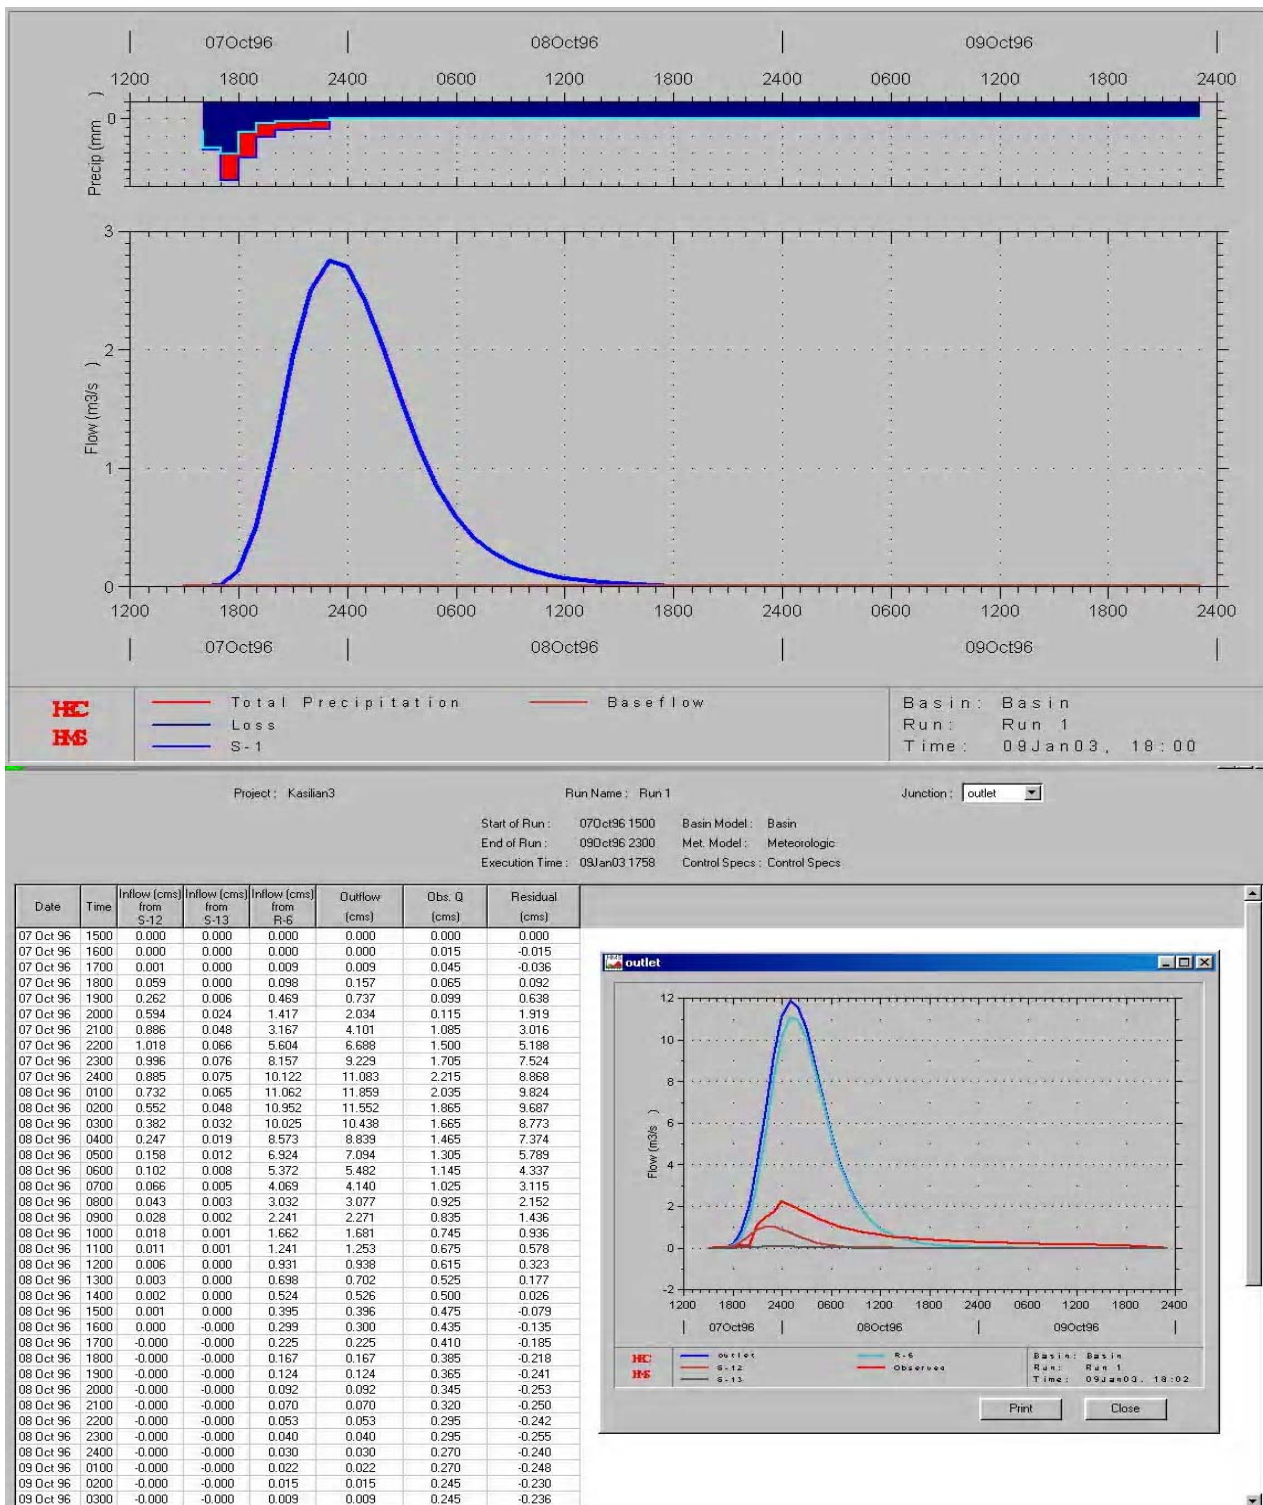 07Oct96 08Oct96 09Oct96
1200 1800 2400 0600 1200 1800 2400 0600 1200 1800 2400
Precip (mm )
0
Flow (m3/s )
3
2
1
0
1200 1800 2400 0600 1200 1800 2400 0600 1200 1800 2400
07Oct96 08Oct96 09Oct96
HEC
HMS
Total Precipitation Baseflow
Loss
S-1
Basin: Basin
Run: Run 1
Time: 09Jan03, 18:00
Project : Kasilian3 Run Name : Run 1 Junction : outlet
Start of Run : 07Oct96 1500 Basin Model : Basin
End of Run : 09Oct96 2300 Met. Model : Meteorologic
Execution Time : 09Jan03 1758 Control Specs : Control Specs
Date Time Inflow (cms) from S-12 Inflow (cms) from S-13 Inflow (cms) from R-6 Outflow (cms) Obs. Q (cms) Residual (cms)
07 Oct 96 1500 0.000 0.000 0.000 0.000 0.000 0.000
07 Oct 96 1600 0.000 0.000 0.000 0.000 0.015 -0.015
07 Oct 96 1700 0.001 0.000 0.009 0.009 0.045 -0.036
07 Oct 96 1800 0.059 0.000 0.098 0.157 0.065 0.092
07 Oct 96 1900 0.262 0.006 0.469 0.737 0.099 0.638
07 Oct 96 2000 0.594 0.024 1.417 2.034 0.115 1.919
07 Oct 96 2100 0.886 0.048 3.167 4.101 1.085 3.016
07 Oct 96 2200 1.018 0.066 5.604 6.688 1.500 5.188
07 Oct 96 2300 0.996 0.076 8.157 9.229 1.705 7.524
07 Oct 96 2400 0.885 0.075 10.122 11.083 2.215 8.868
08 Oct 96 0100 0.732 0.065 11.062 11.859 2.035 9.824
08 Oct 96 0200 0.552 0.048 10.952 11.552 1.865 9.687
08 Oct 96 0300 0.382 0.032 10.025 10.438 1.665 8.773
08 Oct 96 0400 0.247 0.019 8.573 8.839 1.465 7.374
08 Oct 96 0500 0.158 0.012 6.924 7.094 1.305 5.789
08 Oct 96 0600 0.102 0.008 5.372 5.482 1.145 4.337
08 Oct 96 0700 0.066 0.005 4.069 4.140 1.025 3.115
08 Oct 96 0800 0.043 0.003 3.032 3.077 0.925 2.152
08 Oct 96 0900 0.028 0.002 2.241 2.271 0.835 1.436
08 Oct 96 1000 0.018 0.001 1.662 1.681 0.745 0.936
08 Oct 96 1100 0.011 0.001 1.241 1.253 0.675 0.578
08 Oct 96 1200 0.006 0.000 0.931 0.938 0.615 0.323
08 Oct 96 1300 0.003 0.000 0.698 0.702 0.525 0.177
08 Oct 96 1400 0.002 0.000 0.524 0.526 0.500 0.026
08 Oct 96 1500 0.001 0.000 0.395 0.396 0.475 -0.079
08 Oct 96 1600 0.000 -0.000 0.299 0.300 0.435 -0.135
08 Oct 96 1700 -0.000 -0.000 0.225 0.225 0.410 -0.185
08 Oct 96 1800 -0.000 -0.000 0.167 0.167 0.385 -0.218
08 Oct 96 1900 -0.000 -0.000 0.124 0.124 0.365 -0.241
08 Oct 96 2000 -0.000 -0.000 0.092 0.092 0.345 -0.253
08 Oct 96 2100 -0.000 -0.000 0.070 0.070 0.320 -0.250
08 Oct 96 2200 -0.000 -0.000 0.053 0.053 0.295 -0.242
08 Oct 96 2300 -0.000 -0.000 0.040 0.040 0.295 -0.255
08 Oct 96 2400 -0.000 -0.000 0.030 0.030 0.270 -0.240
09 Oct 96 0100 -0.000 -0.000 0.022 0.022 0.270 -0.248
09 Oct 96 0200 -0.000 -0.000 0.015 0.015 0.245 -0.230
09 Oct 96 0300 -0.000 -0.000 0.009 0.009 0.245 -0.236
outlet
Flow (m3/s )
12
10
8
6
4
2
0
-2
1200 1800 2400 0600 1200 1800 2400 0600 1200 1800 2400
07Oct96 08Oct96 09Oct96
HEC
HMS
outlet R-6
S-12 Observed
S-13
Basin: Basin
Run: Run 1
Time: 09Jan03, 18:02
Print Close